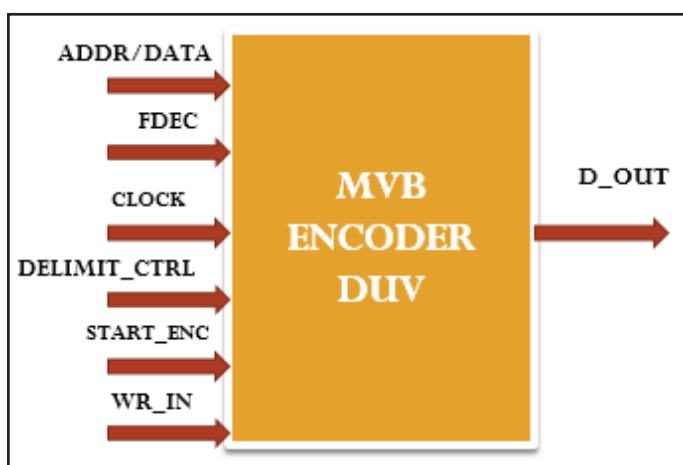 ADDR/DATA
FDEC
CLOCK
DELIMIT_CTRL
START_ENC
WR_IN
MVB
ENCODER
DUV
D_OUT